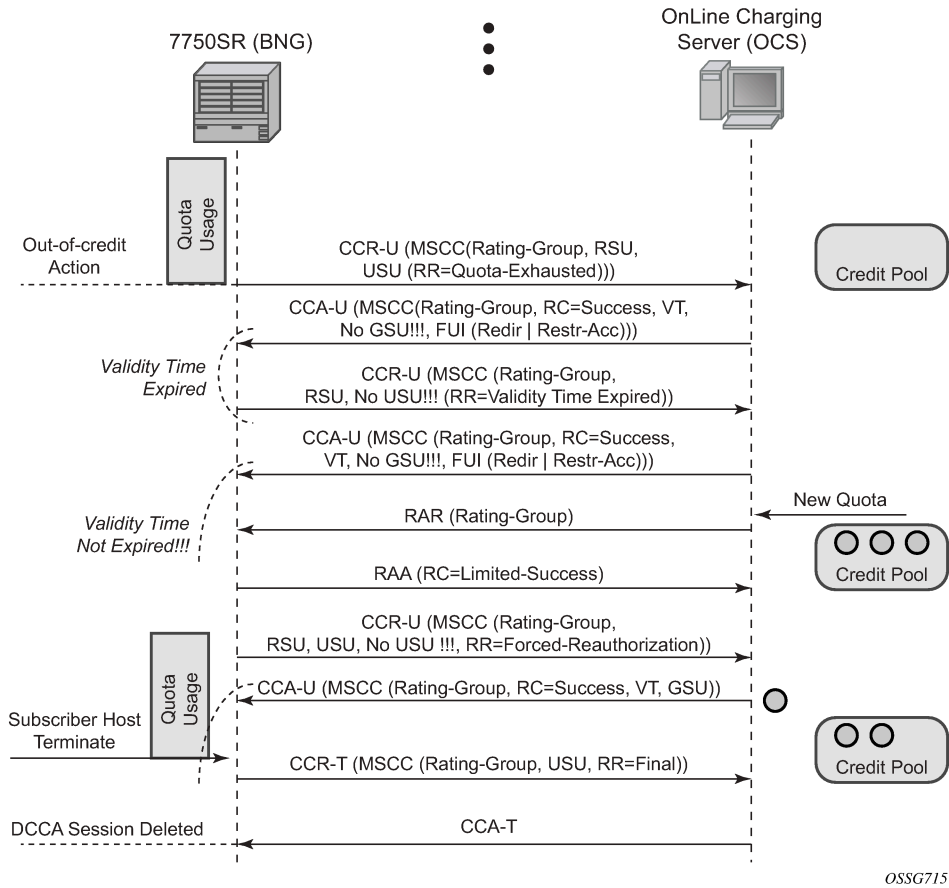 OnLine Charging
Server (OCS)
7750SR (BNG)
Quota
Usage
Out-of-credit
Action
CCR-U (MSCC(Rating-Group, RSU,
USU (RR=Quota-Exhausted)))
Credit Pool
CCA-U (MSCC(Rating-Group, RC=Success, VT,
No GSU!!!, FUI (Redir | Restr-Acc)))
Validity Time
Expired
CCR-U (MSCC (Rating-Group,
RSU, No USU!!! (RR=Validity Time Expired))
CCA-U (MSCC (Rating-Group, RC=Success,
VT, No GSU!!!, FUI (Redir | Restr-Acc)))
New Quota
Validity Time
Not Expired!!!
RAR (Rating-Group)
Credit Pool
RAA (RC=Limited-Success)
CCR-U (MSCC (Rating-Group,
RSU, USU, No USU !!!, RR=Forced-Reauthorization))
Quota
Usage
CCA-U (MSCC (Rating-Group, RC=Success, VT, GSU))
Subscriber Host
Terminate
CCR-T (MSCC (Rating-Group, USU, RR=Final))
Credit Pool
DCCA Session Deleted
CCA-T
OSSG715